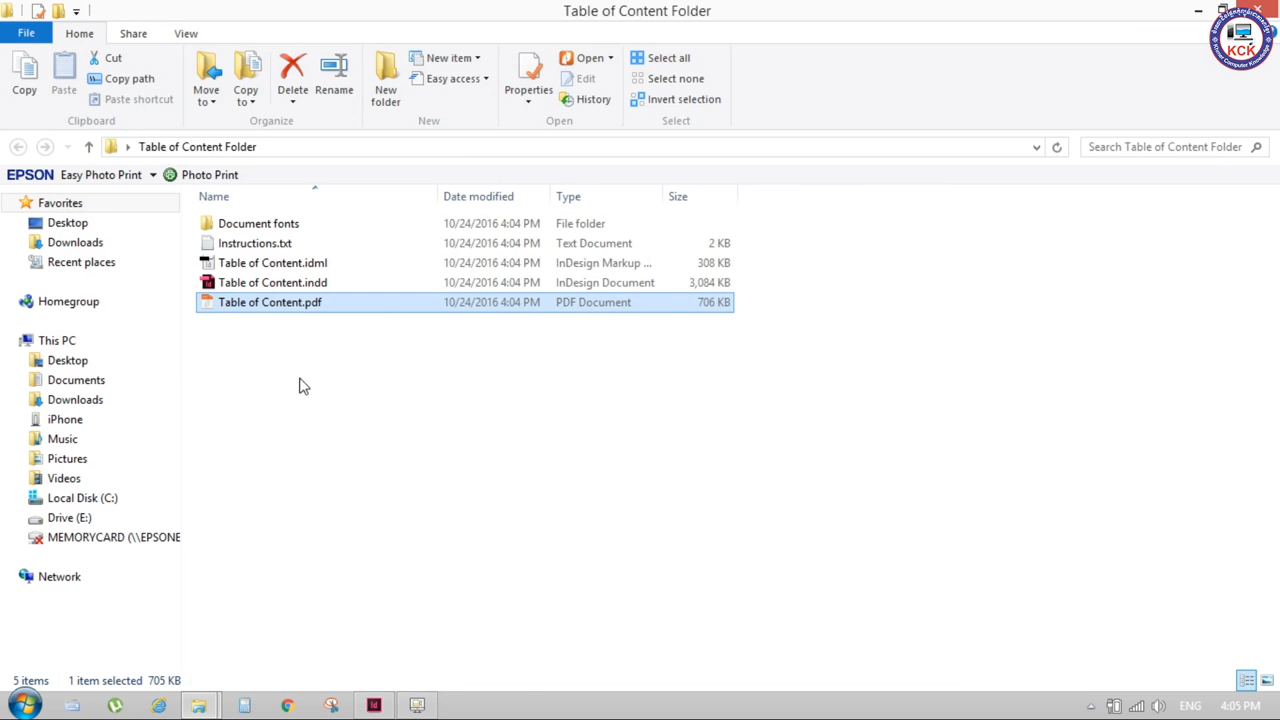 Table of Content Folder
File Home Share View
KCK
Copy
Paste
Cut
Copy path
Paste shortcut
Clipboard
Move to
Copy to
Delete
Rename
Organize
New folder
New item
Easy access
New
Properties
Open
Edit
History
Open
Select all
Select none
Invert selection
Select
Table of Content Folder
Search Table of Content Folder
EPSON Easy Photo Print Photo Print
Name Date modified Type Size
Document fonts 10/24/2016 4:04 PM File folder
Instructions.txt 10/24/2016 4:04 PM Text Document 2 KB
Table of Content.idml 10/24/2016 4:04 PM InDesign Markup ... 308 KB
Table of Content.indd 10/24/2016 4:04 PM InDesign Document 3,084 KB
Table of Content.pdf 10/24/2016 4:04 PM PDF Document 706 KB
Favorites
Desktop
Downloads
Recent places
Homegroup
This PC
Desktop
Documents
Downloads
iPhone
Music
Pictures
Videos
Local Disk (C:)
Drive (E:)
MEMORYCARD (\\EPSONE
Network
5 items 1 item selected 705 KB
Id
ENG 4:05 PM